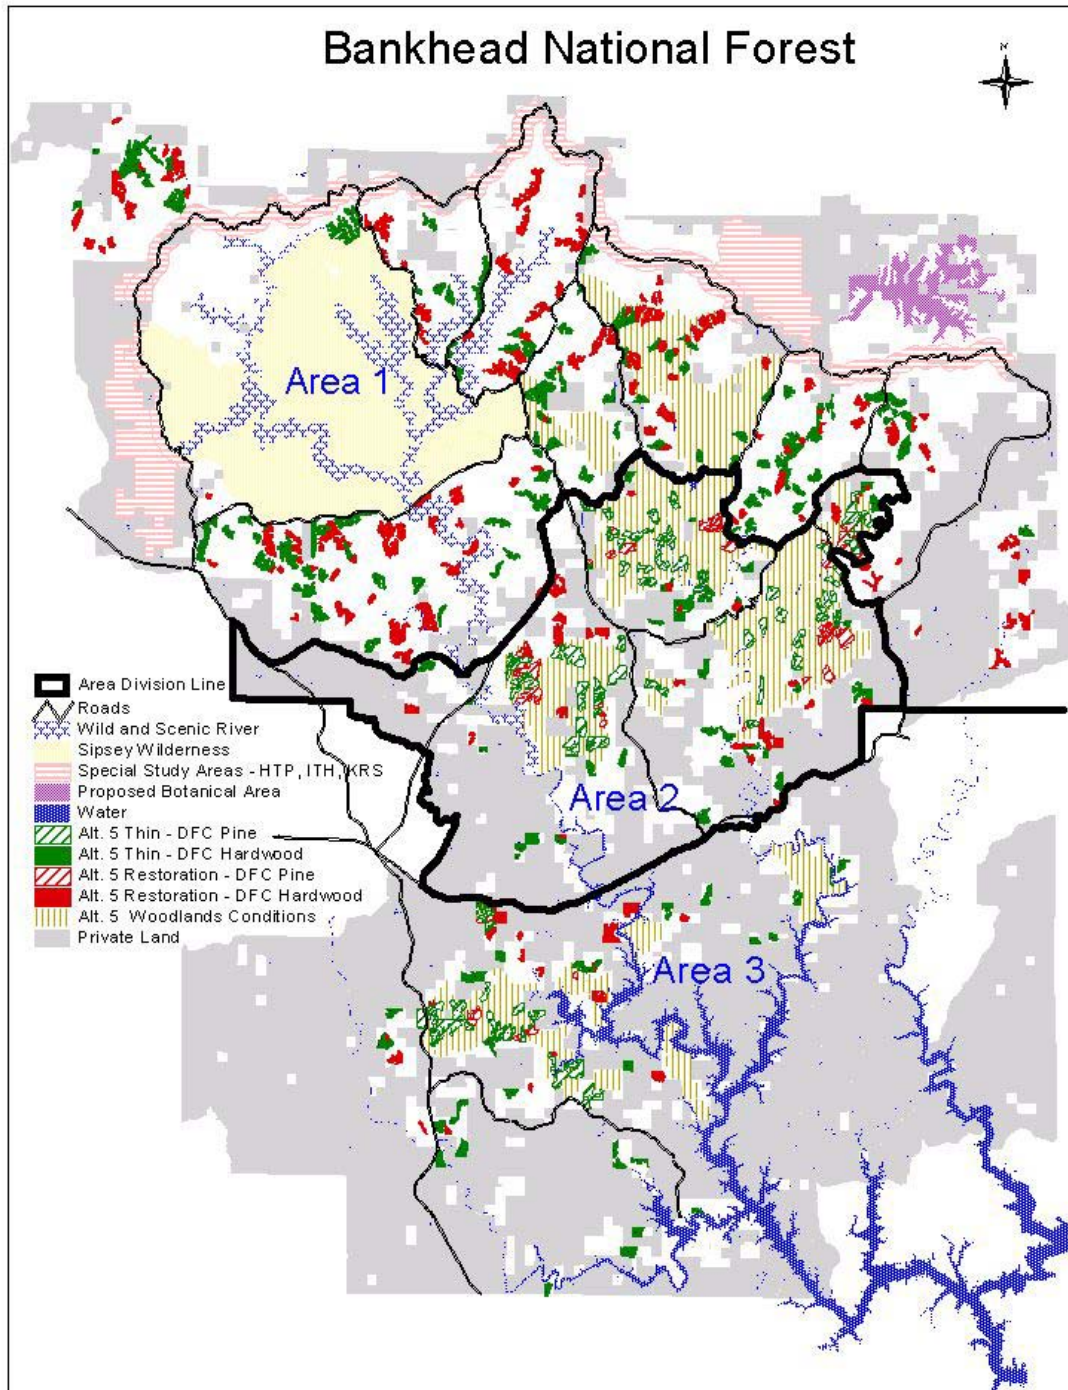 Bankhead National Forest
N
Area 1
Area Division Line
Roads
Wild and Scenic River
Sipsey Wilderness
Special Study Areas - HTP, ITH, KRS
Proposed Botanical Area
Water
Alt. 5 Thin - DFC Pine
Alt. 5 Thin - DFC Hardwood
Alt. 5 Restoration - DFC Pine
Alt. 5 Restoration - DFC Hardwood
Alt. 5 Woodlands Conditions
Private Land
Area 2
Area 3